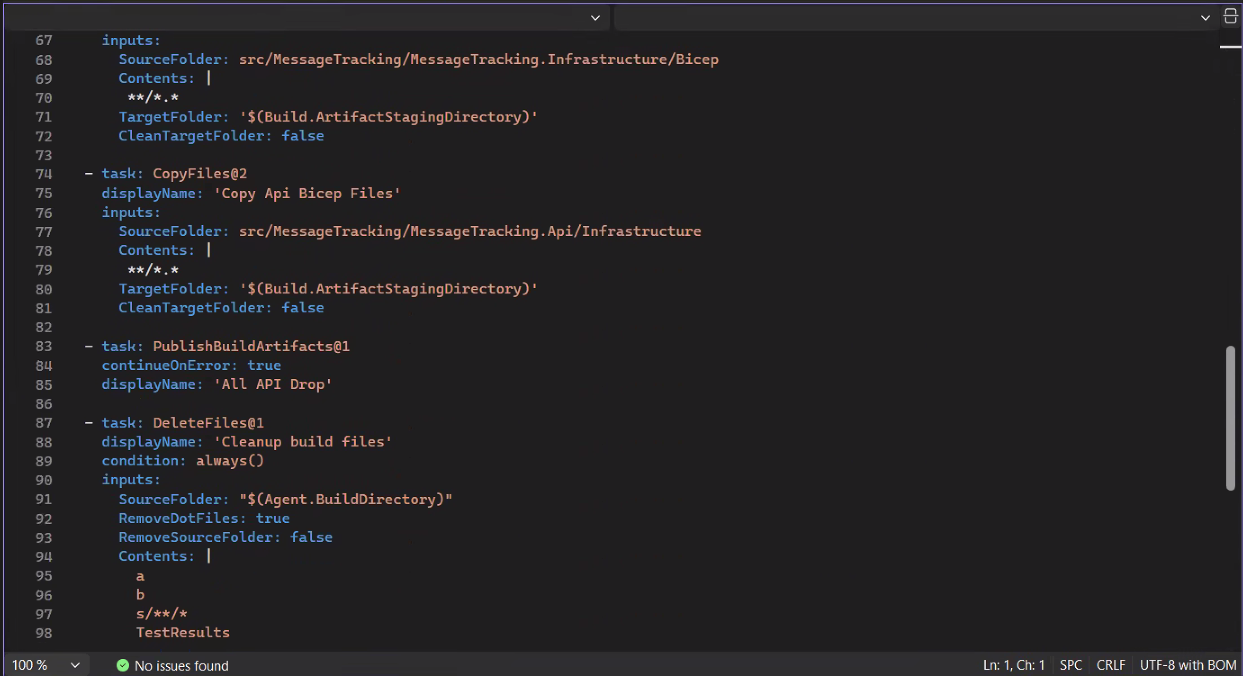 67 inputs:
68 SourceFolder: src/MessageTracking/MessageTracking.Infrastructure/Bicep
69 Contents: |
70 **/*.*
71 TargetFolder: '$(Build.ArtifactStagingDirectory)'
72 CleanTargetFolder: false
73
74 - task: CopyFiles@2
75 displayName: 'Copy Api Bicep Files'
76 inputs:
77 SourceFolder: src/MessageTracking/MessageTracking.Api/Infrastructure
78 Contents: |
79 **/*.*
80 TargetFolder: '$(Build.ArtifactStagingDirectory)'
81 CleanTargetFolder: false
82
83 - task: PublishBuildArtifacts@1
84 continueOnError: true
85 displayName: 'All API Drop'
86
87 - task: DeleteFiles@1
88 displayName: 'Cleanup build files'
89 condition: always()
90 inputs:
91 SourceFolder: "$(Agent.BuildDirectory)"
92 RemoveDotFiles: true
93 RemoveSourceFolder: false
94 Contents: |
95 a
96 b
97 s/**/*
98 TestResults
100 % No issues found Ln: 1, Ch: 1 SPC CRLF UTF-8 with BOM